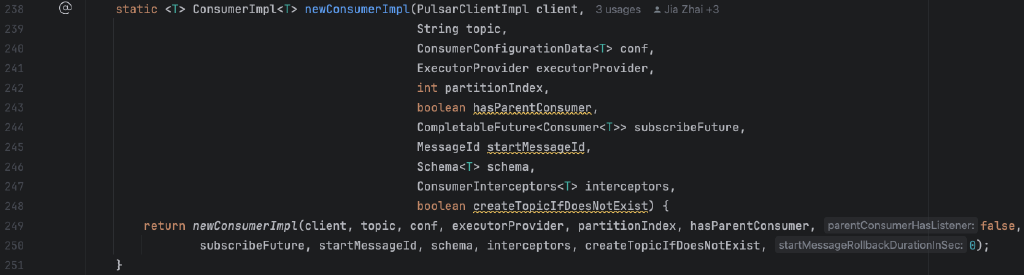 238 @ static <T> ConsumerImpl<T> newConsumerImpl(PulsarClientImpl client, 3 usages Jia Zhai +3
239 String topic,
240 ConsumerConfigurationData<T> conf,
241 ExecutorProvider executorProvider,
242 int partitionIndex,
243 boolean hasParentConsumer,
244 CompletableFuture<Consumer<T>> subscribeFuture,
245 MessageId startMessageId,
246 Schema<T> schema,
247 ConsumerInterceptors<T> interceptors,
248 boolean createTopicIfDoesNotExist) {
249 return newConsumerImpl(client, topic, conf, executorProvider, partitionIndex, hasParentConsumer, parentConsumerHasListener: false,
250 subscribeFuture, startMessageId, schema, interceptors, createTopicIfDoesNotExist, startMessageRollbackDurationInSec: 0);
251 }